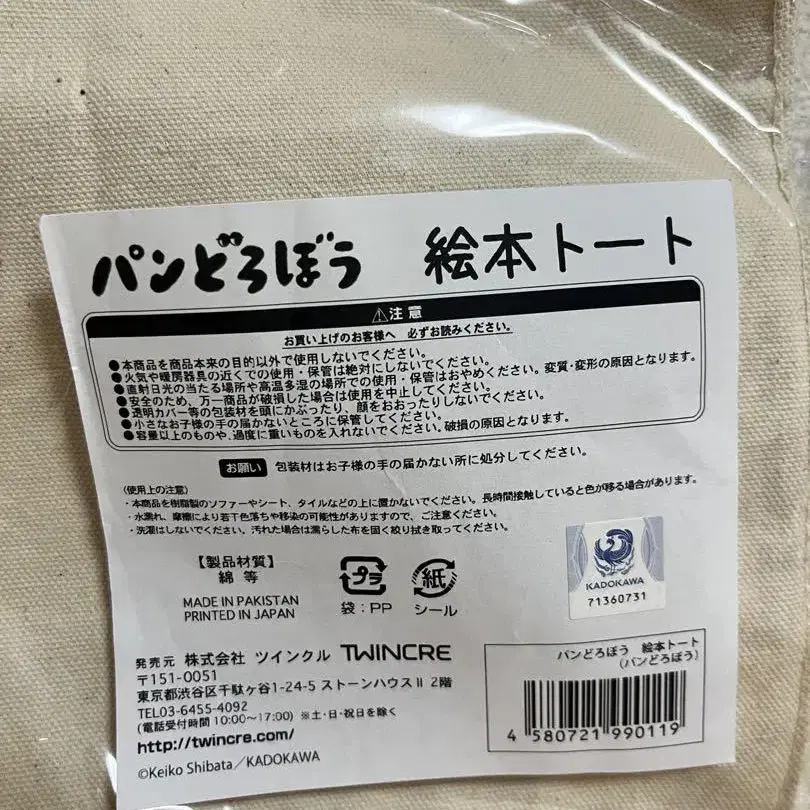 パンどろぼう 絵本トート
⚠注意
お買い上げのお客様へ 必ずお読みください。
●本商品を商品本来の目的以外で使用しないでください。
●火気や暖房器具の近くでの使用・保管は絶対にしないでください。
●直射日光の当たる場所や高温多湿の場所での使用・保管はおやめください。変質・変形の原因となります。
●安全のため、万一商品が破損した場合は使用を中止してください。
●透明カバー等の包装材を頭にかぶったり、顔をおおったりしないでください。
●小さなお子様の手の届かないところに保管してください。
●容量以上のものや、過度に重いものを入れないでください。破損の原因となります。
お願い 包装材はお子様の手の届かない所に処分してください。
〈使用上の注意〉
・本商品を樹脂製のソファーやシート、タイルなどの上に置かないでください。長時間接触していると色が移る場合があります。
・水濡れ、摩擦により若干色落ちや移染の可能性がありますので、ご注意ください。
・洗濯はしないでください。汚れた場合は濡らした布を固く絞り拭き取ってください。
【製品材質】
綿 等
MADE IN PAKISTAN
PRINTED IN JAPAN
プラ
袋：PP
紙
シール
KADOKAWA
71360731
発売元 株式会社 ツインクル TWINCRE
〒151-0051
東京都渋谷区千駄ケ谷1-24-5 ストーンハウスⅡ 2階
TEL03-6455-4092
(電話受付時間 10:00～17:00) ※土・日・祝日を除く
http://twincre.com/
©Keiko Shibata／KADOKAWA
パンどろぼう 絵本トート
(パンどろぼう)
4 580721 990119